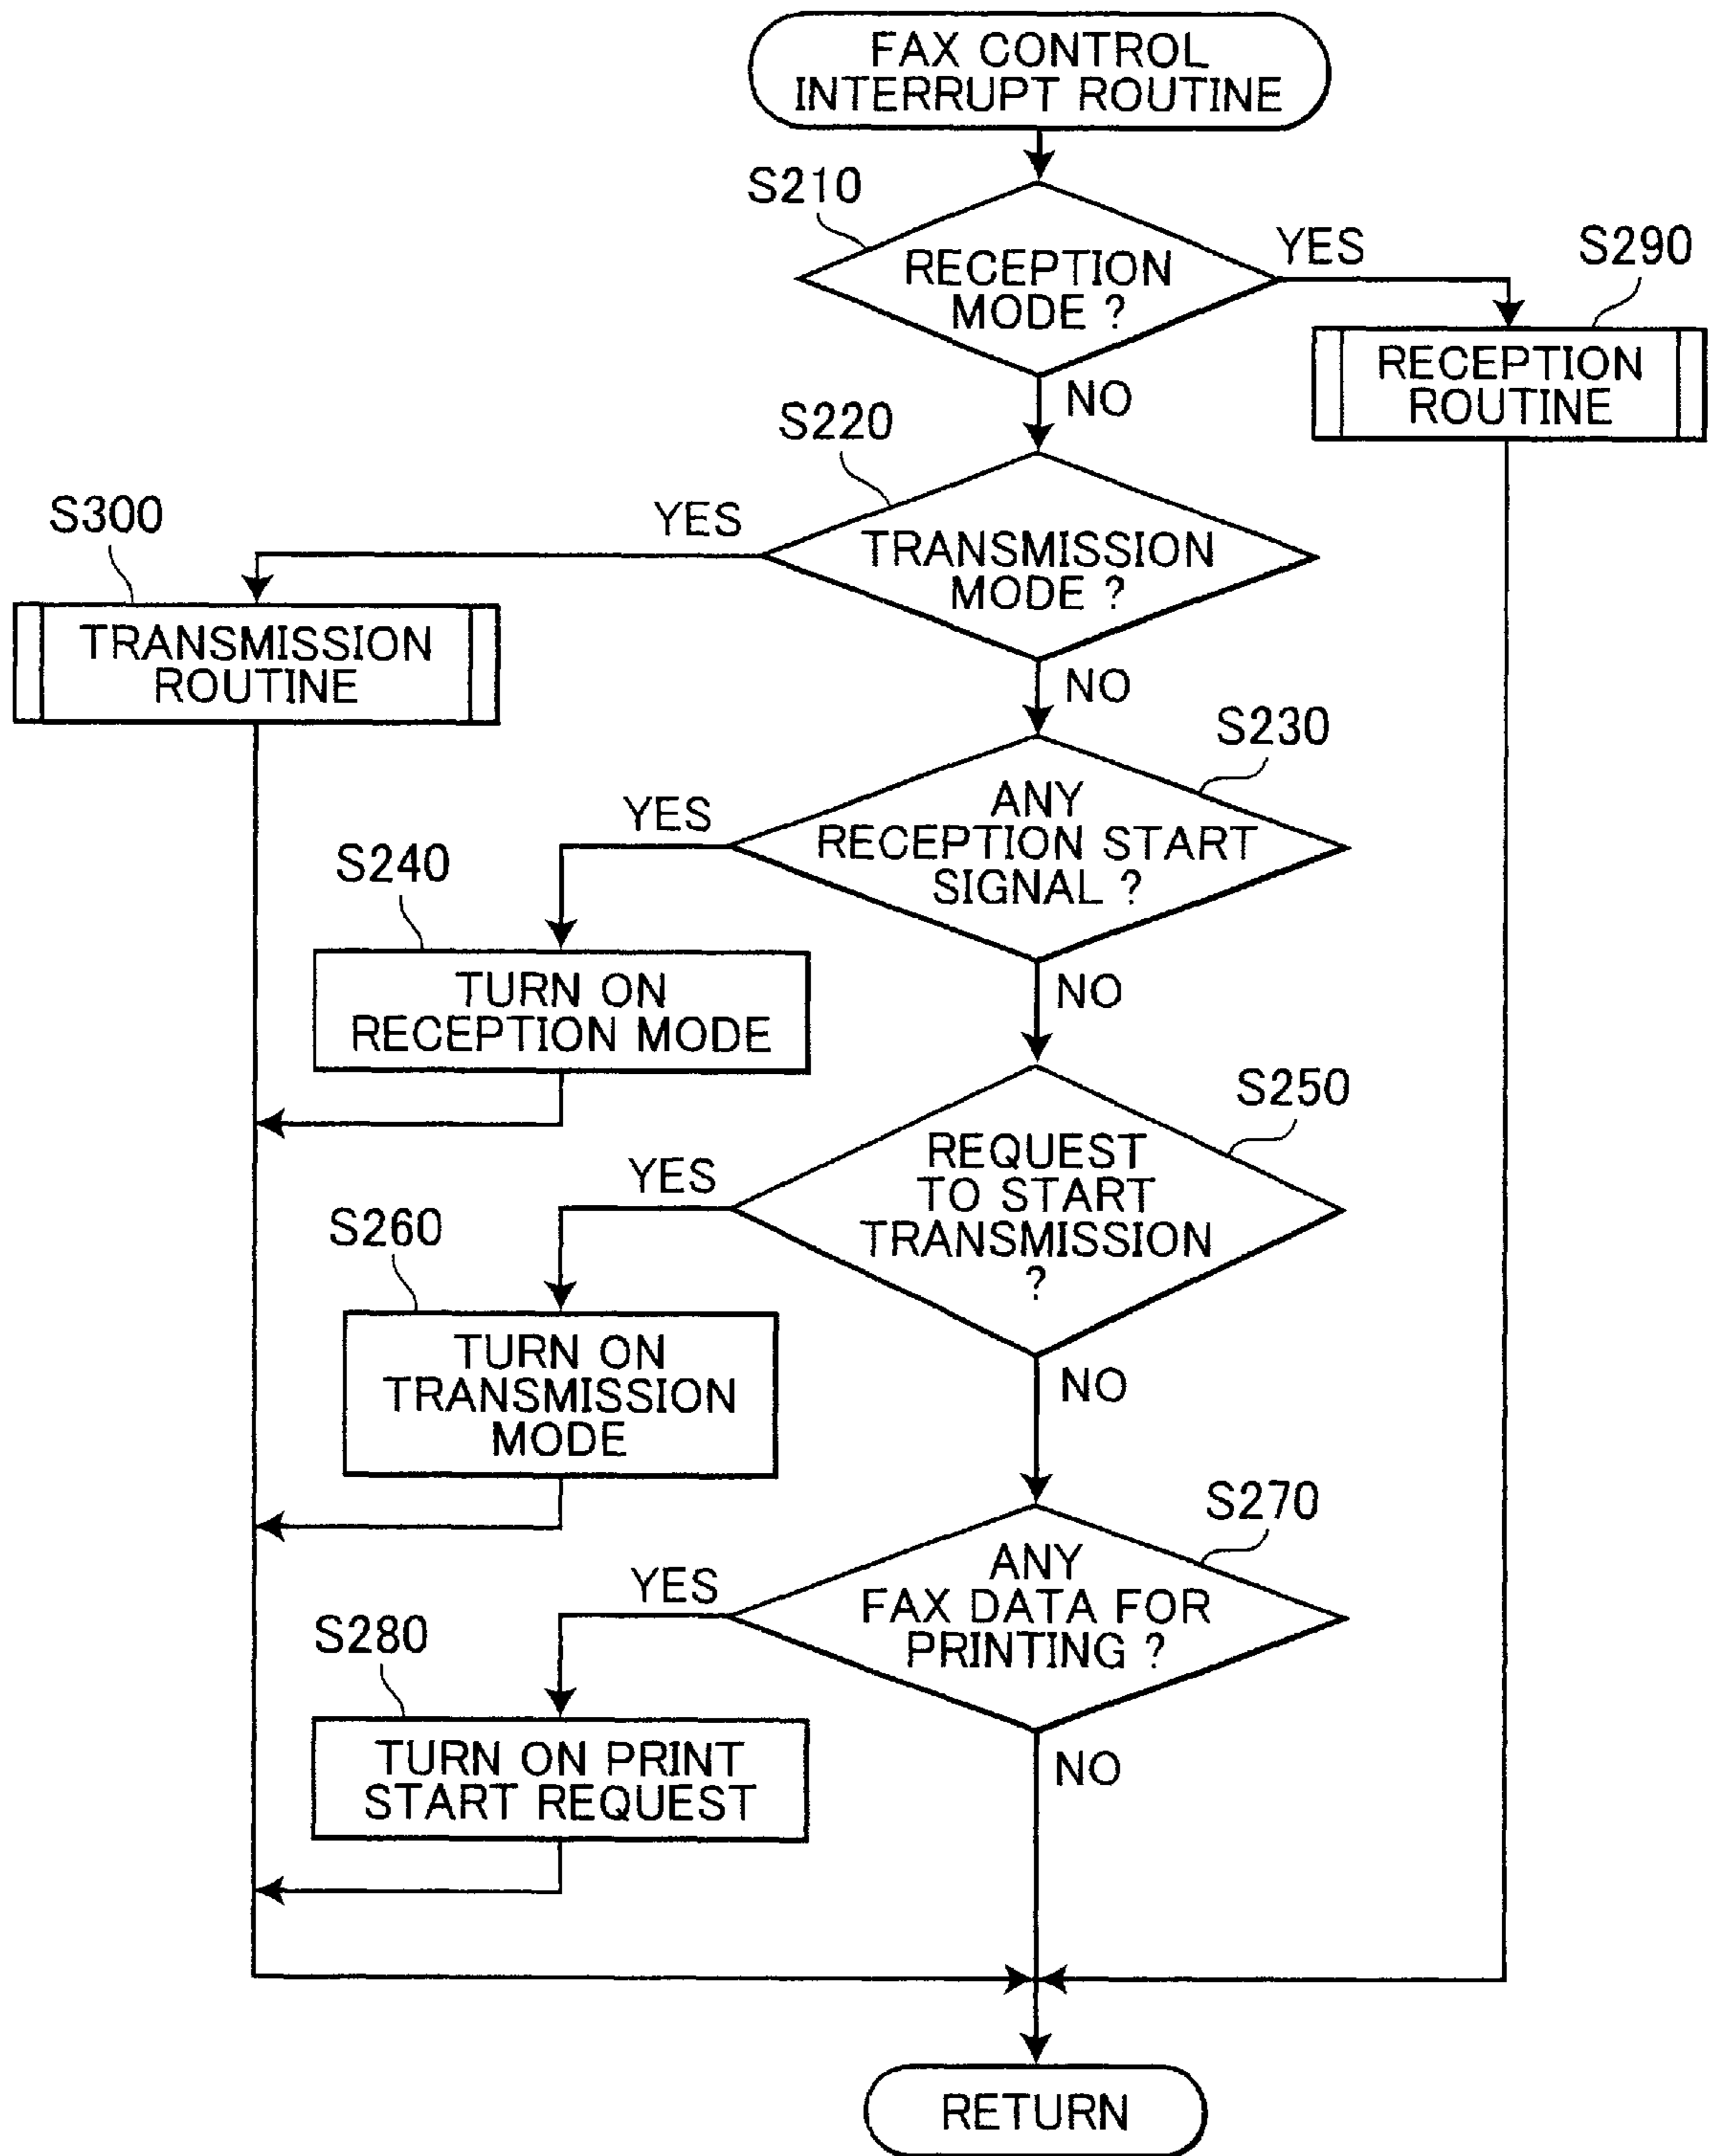 FAX CONTROL
INTERRUPT ROUTINE
S210
RECEPTION
MODE ?
YES
S290
RECEPTION
ROUTINE
NO
S220
TRANSMISSION
MODE ?
YES
S300
TRANSMISSION
ROUTINE
NO
S230
ANY
RECEPTION START
SIGNAL ?
YES
S240
TURN ON
RECEPTION MODE
NO
S250
REQUEST
TO START
TRANSMISSION
?
YES
S260
TURN ON
TRANSMISSION
MODE
NO
S270
ANY
FAX DATA FOR
PRINTING ?
YES
S280
TURN ON PRINT
START REQUEST
NO
RETURN